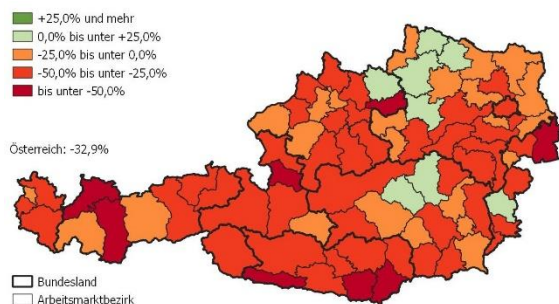 +25,0% und mehr
0,0% bis unter +25,0%
-25,0% bis unter 0,0%
-50,0% bis unter -25,0%
bis unter -50,0%
Österreich: -32,9%
Bundesland
Arbeitsmarktbezirk